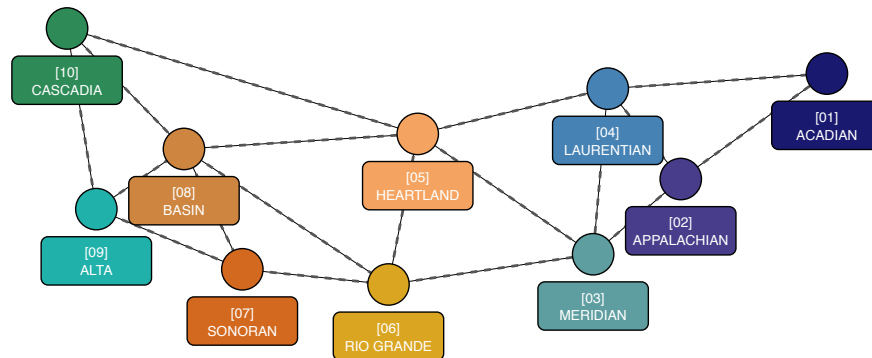 [10]
CASCADIA
[01]
ACADIAN
[04]
LAURENTIAN
[05]
HEARTLAND
[08]
BASIN
[02]
APPALACHIAN
[09]
ALTA
[03]
MERIDIAN
[07]
SONORAN
[06]
RIO GRANDE